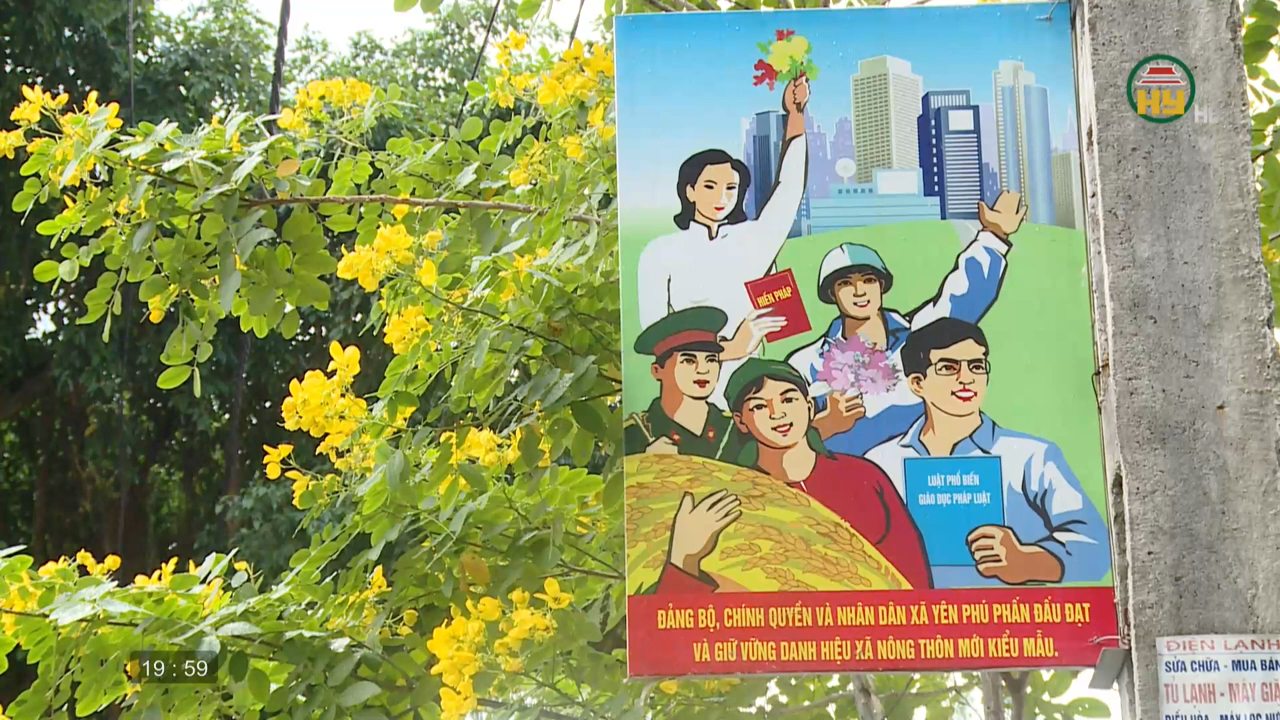 HY
HIẾN PHÁP
LUẬT PHỔ BIẾN
GIÁO DỤC PHÁP LUẬT
ĐẢNG BỘ, CHÍNH QUYỀN VÀ NHÂN DÂN XÃ YÊN PHÚ PHẤN ĐẤU ĐẠT
VÀ GIỮ VỮNG DANH HIỆU XÃ NÔNG THÔN MỚI KIỂU MẪU.
19 : 59
ĐIỆN LẠNH
SỬA CHỮA - MUA BÁN
TỦ LẠNH - MÁY GIẶ